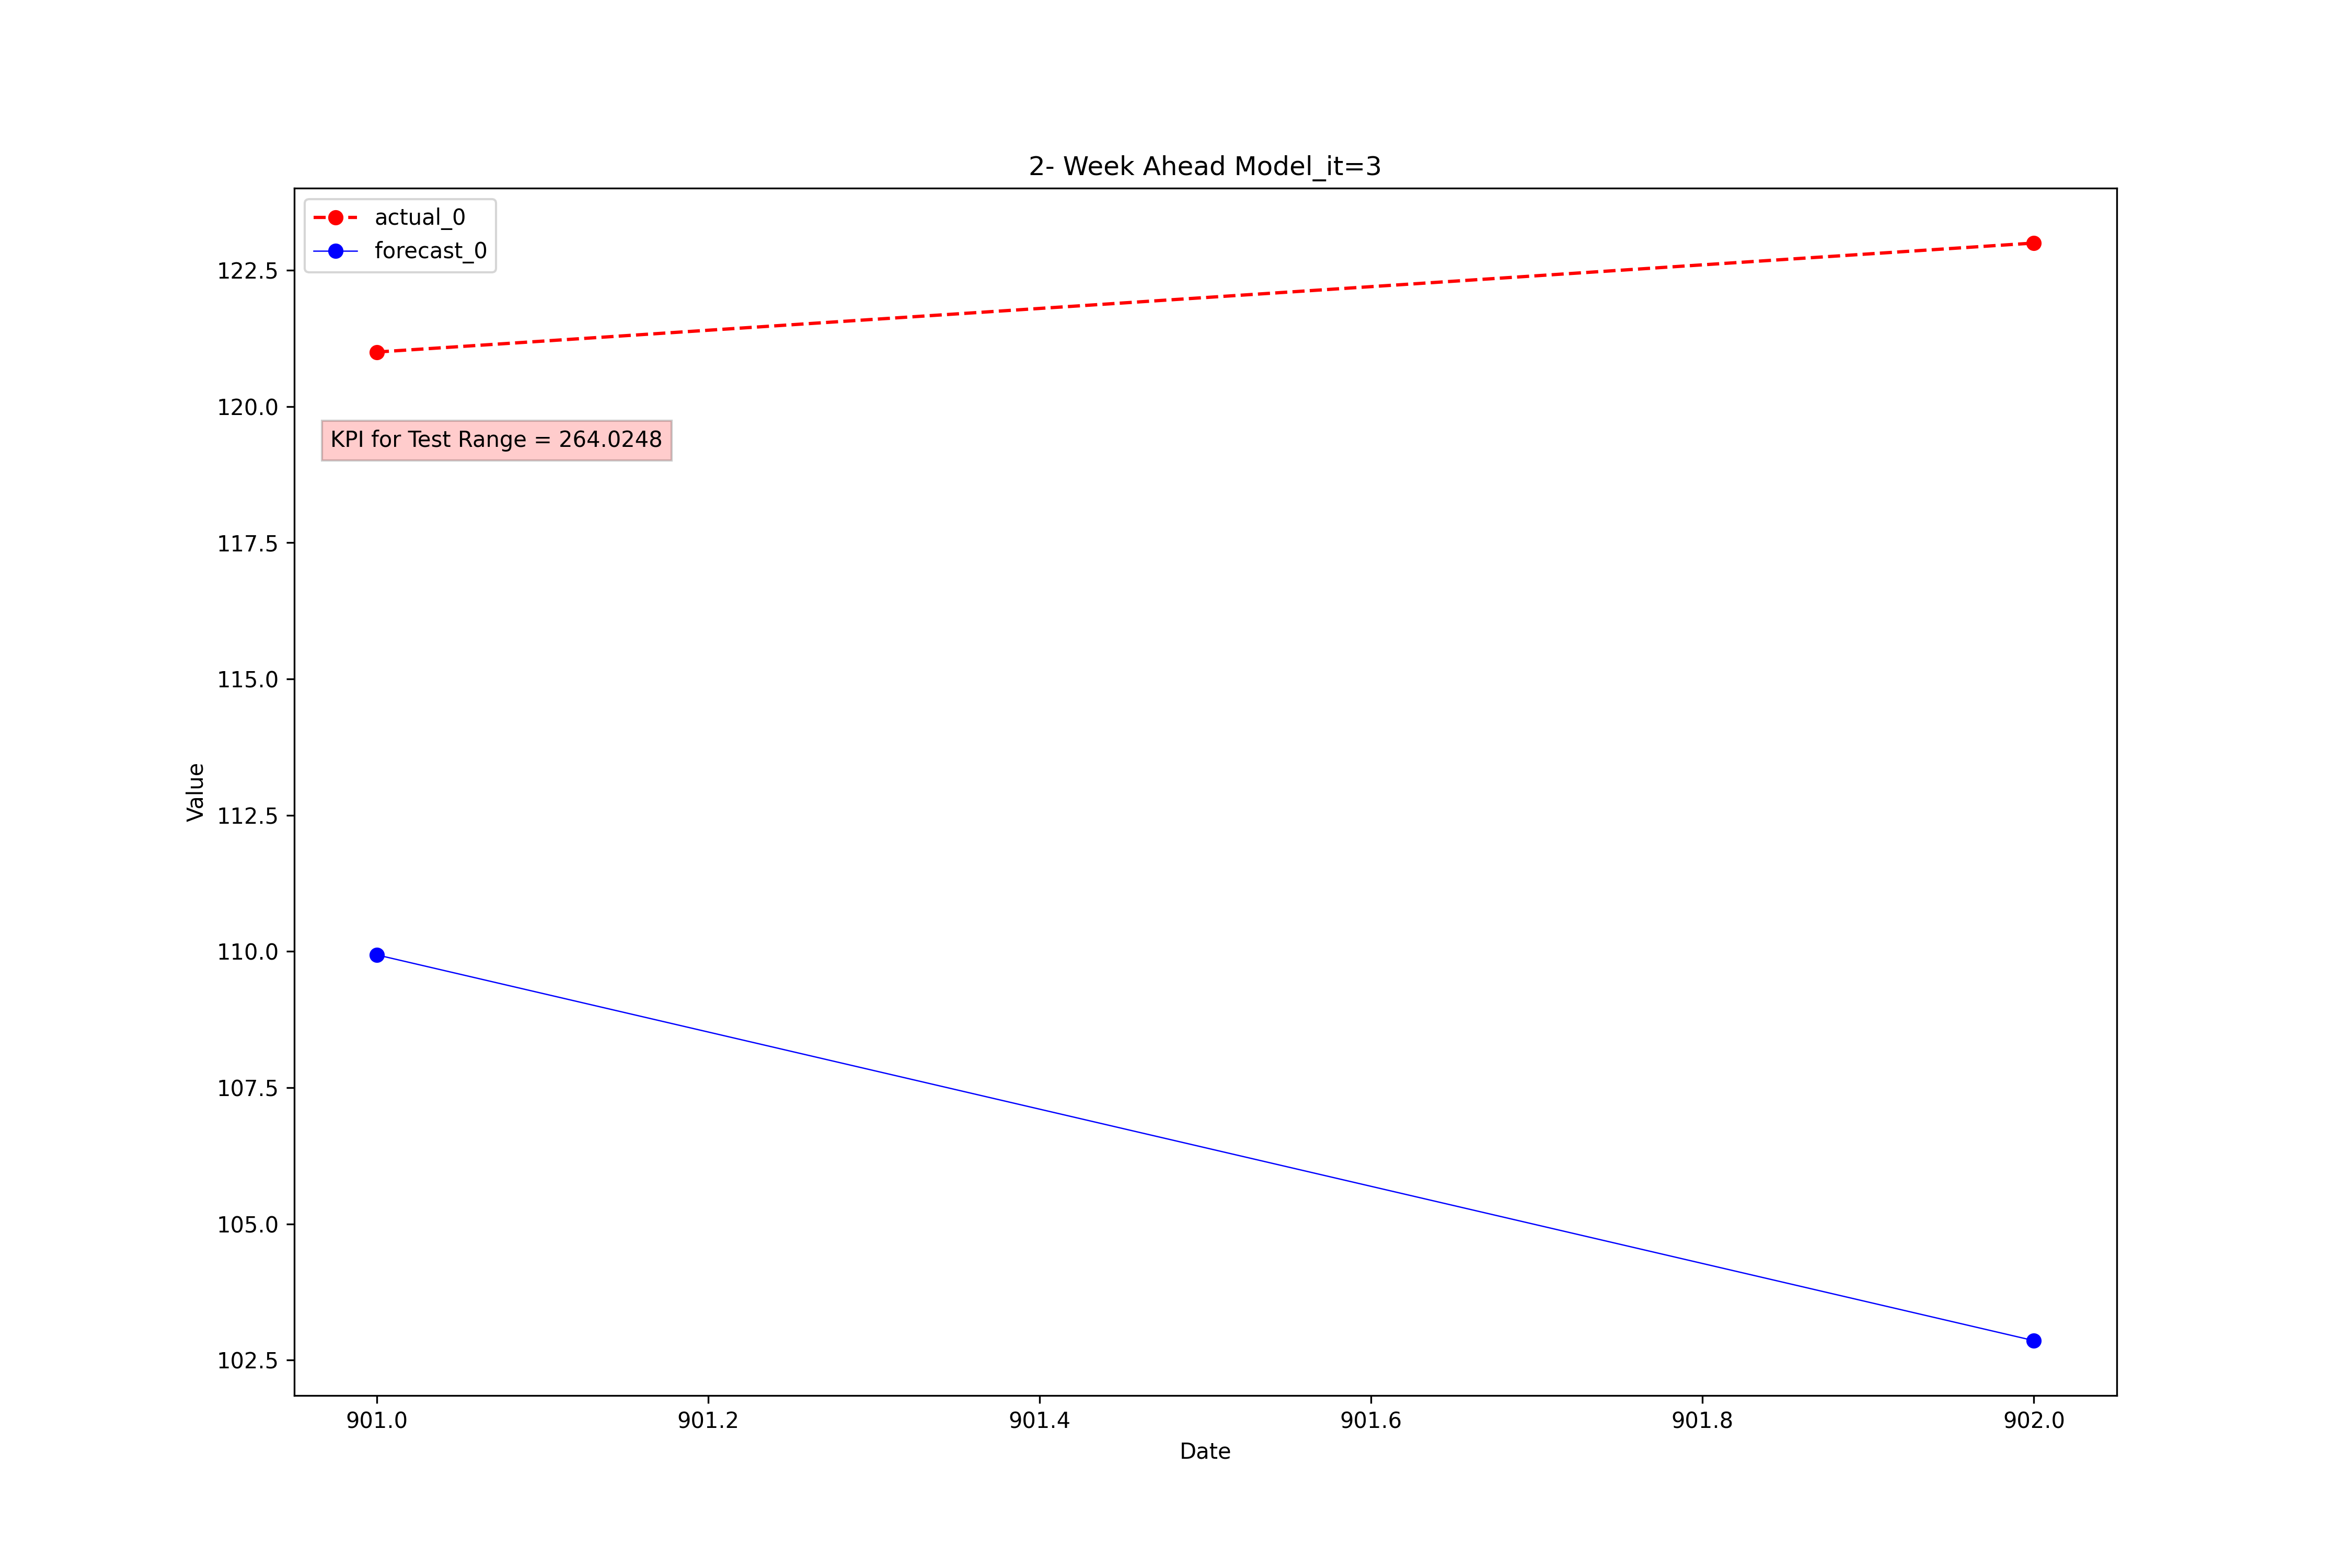 2- Week Ahead Model_it=3
actual_0
forecast_0
KPI for Test Range = 264.0248
122.5
120.0
117.5
115.0
112.5
110.0
107.5
105.0
102.5
Value
901.0 901.2 901.4 901.6 901.8 902.0
Date